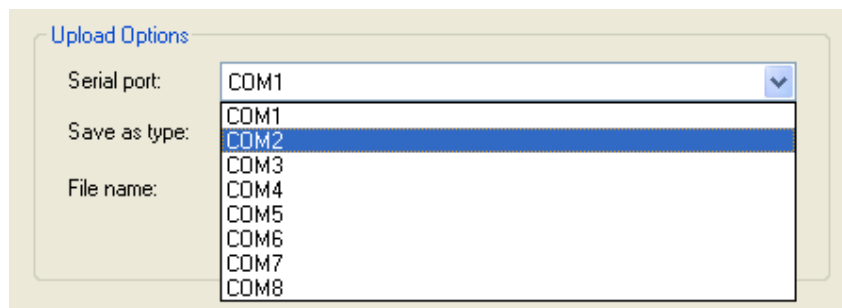 Upload Options
Serial port: COM1
COM1
Save as type:
COM2
COM3
File name:
COM4
COM5
COM6
COM7
COM8